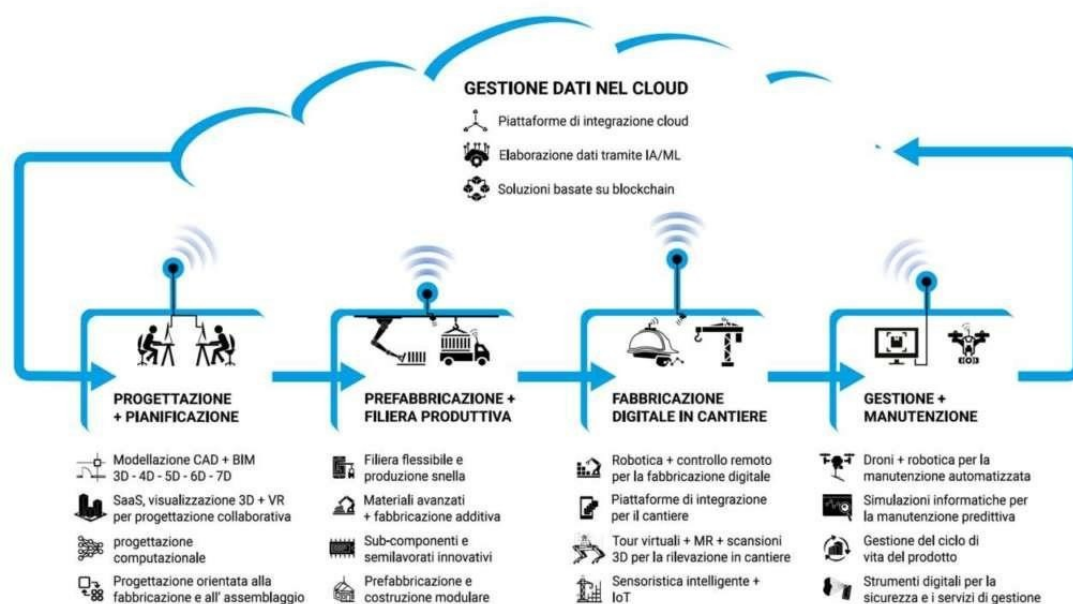 GESTIONE DATI NEL CLOUD
Piattaforme di integrazione cloud
Elaborazione dati tramite IA/ML
Soluzioni basate su blockchain
PROGETTAZIONE
+ PIANIFICAZIONE
Modellazione CAD + BIM
3D - 4D - 5D - 6D - 7D
SaaS, visualizzazione 3D + VR
per progettazione collaborativa
progettazione
computazionale
Progettazione orientata alla
fabbricazione e all' assemblaggio
PREFABBRICAZIONE +
FILIERA PRODUTTIVA
Filiera flessibile e
produzione snella
Materiali avanzati
+ fabbricazione additiva
Sub-componenti e
semilavorati innovativi
Prefabbricazione e
costruzione modulare
FABBRICAZIONE
DIGITALE IN CANTIERE
Robotica + controllo remoto
per la fabbricazione digitale
Piattaforme di integrazione
per il cantiere
Tour virtuali + MR + scansioni
3D per la rilevazione in cantiere
Sensoristica intelligente +
IoT
GESTIONE +
MANUTENZIONE
Droni + robotica per la
manutenzione automatizzata
Simulazioni informatiche per
la manutenzione predittiva
Gestione del ciclo di
vita del prodotto
Strumenti digitali per la
sicurezza e i servizi di gestione